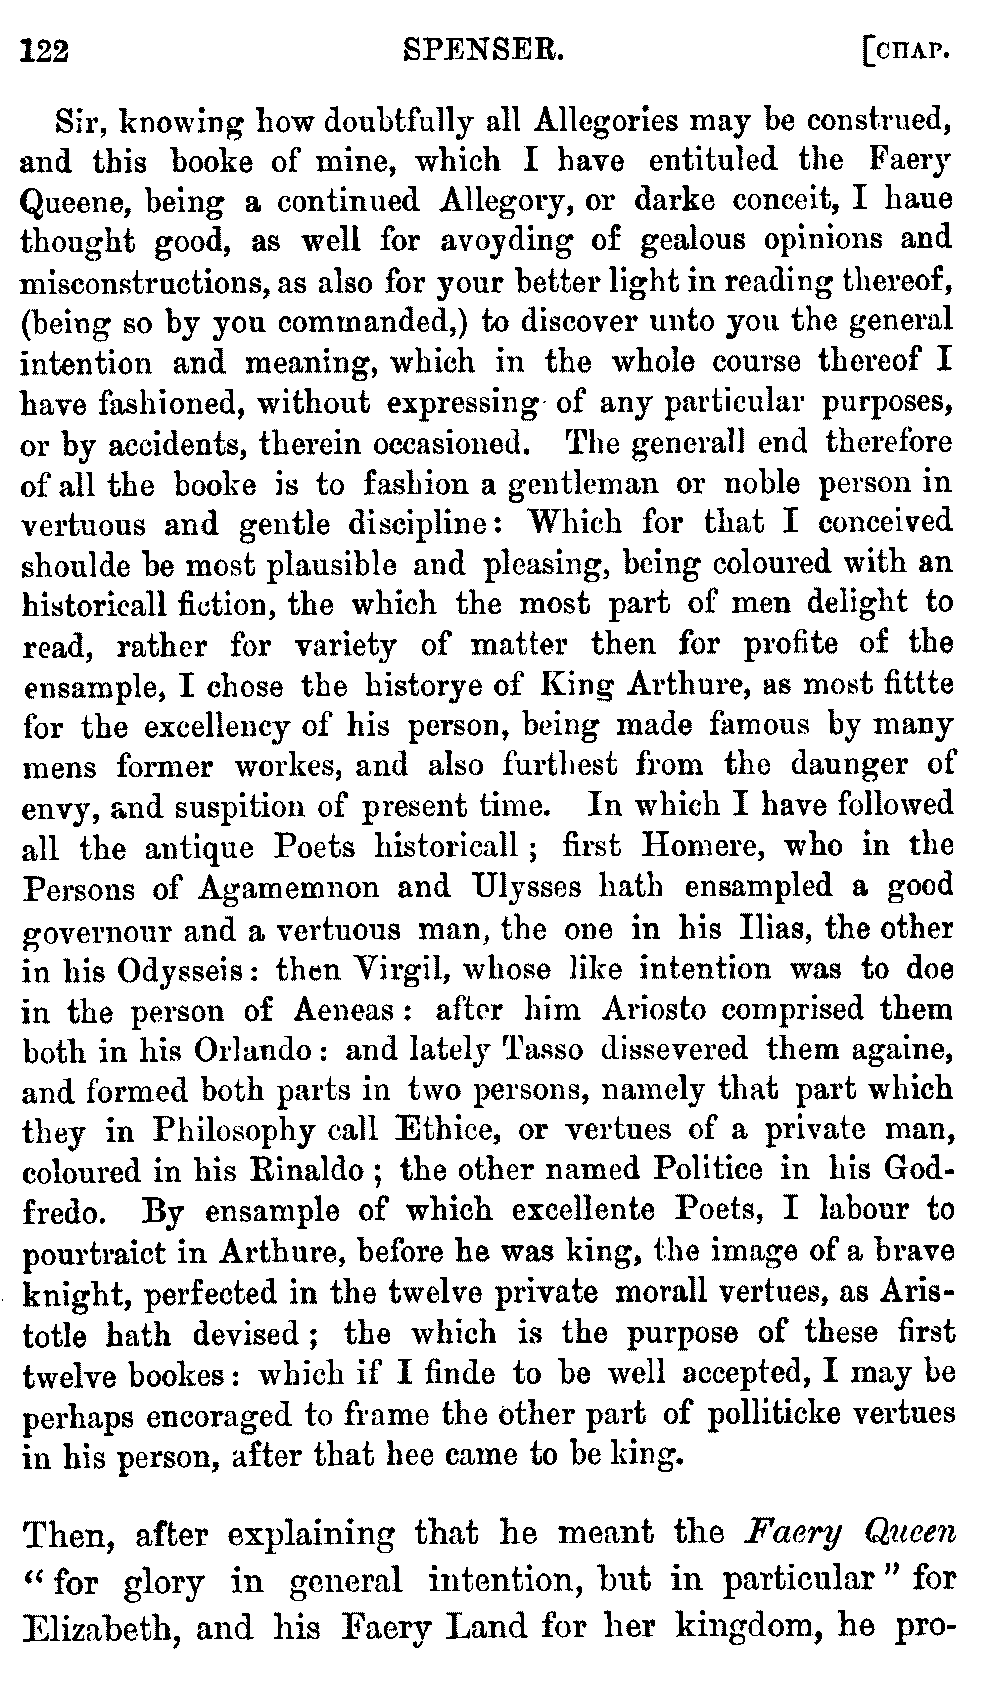 122 SPENSER. [CHAP.
Sir, knowing how doubtfully all Allegories may be construed,
and this booke of mine, which I have entituled the Faery
Queene, being a continued Allegory, or darke conceit, I haue
thought good, as well for avoyding of gealous opinions and
misconstructions, as also for your better light in reading thereof,
(being so by you commanded,) to discover unto you the general
intention and meaning, which in the whole course thereof I
have fashioned, without expressing of any particular purposes,
or by accidents, therein occasioned. The generall end therefore
of all the booke is to fashion a gentleman or noble person in
vertuous and gentle discipline: Which for that I conceived
shoulde be most plausible and pleasing, being coloured with an
historicall fiction, the which the most part of men delight to
read, rather for variety of matter then for profite of the
ensample, I chose the historye of King Arthure, as most fittte
for the excellency of his person, being made famous by many
mens former workes, and also furthest from the daunger of
envy, and suspition of present time. In which I have followed
all the antique Poets historicall ; first Homere, who in the
Persons of Agamemnon and Ulysses hath ensampled a good
governour and a vertuous man, the one in his Ilias, the other
in his Odysseis: then Virgil, whose like intention was to doe
in the person of Aeneas : after him Ariosto comprised them
both in his Orlando : and lately Tasso dissevered them againe,
and formed both parts in two persons, namely that part which
they in Philosophy call Ethice, or vertues of a private man,
coloured in his Rinaldo ; the other named Politice in his God-
fredo. By ensample of which excellente Poets, I labour to
pourtraict in Arthure, before he was king, the image of a brave
knight, perfected in the twelve private morall vertues, as Aris-
totle hath devised ; the which is the purpose of these first
twelve bookes : which if I finde to be well accepted, I may be
perhaps encoraged to frame the other part of polliticke vertues
in his person, after that hee came to be king.
Then, after explaining that he meant the Faery Queen
“ for glory in general intention, but in particular ” for
Elizabeth, and his Faery Land for her kingdom, he pro-